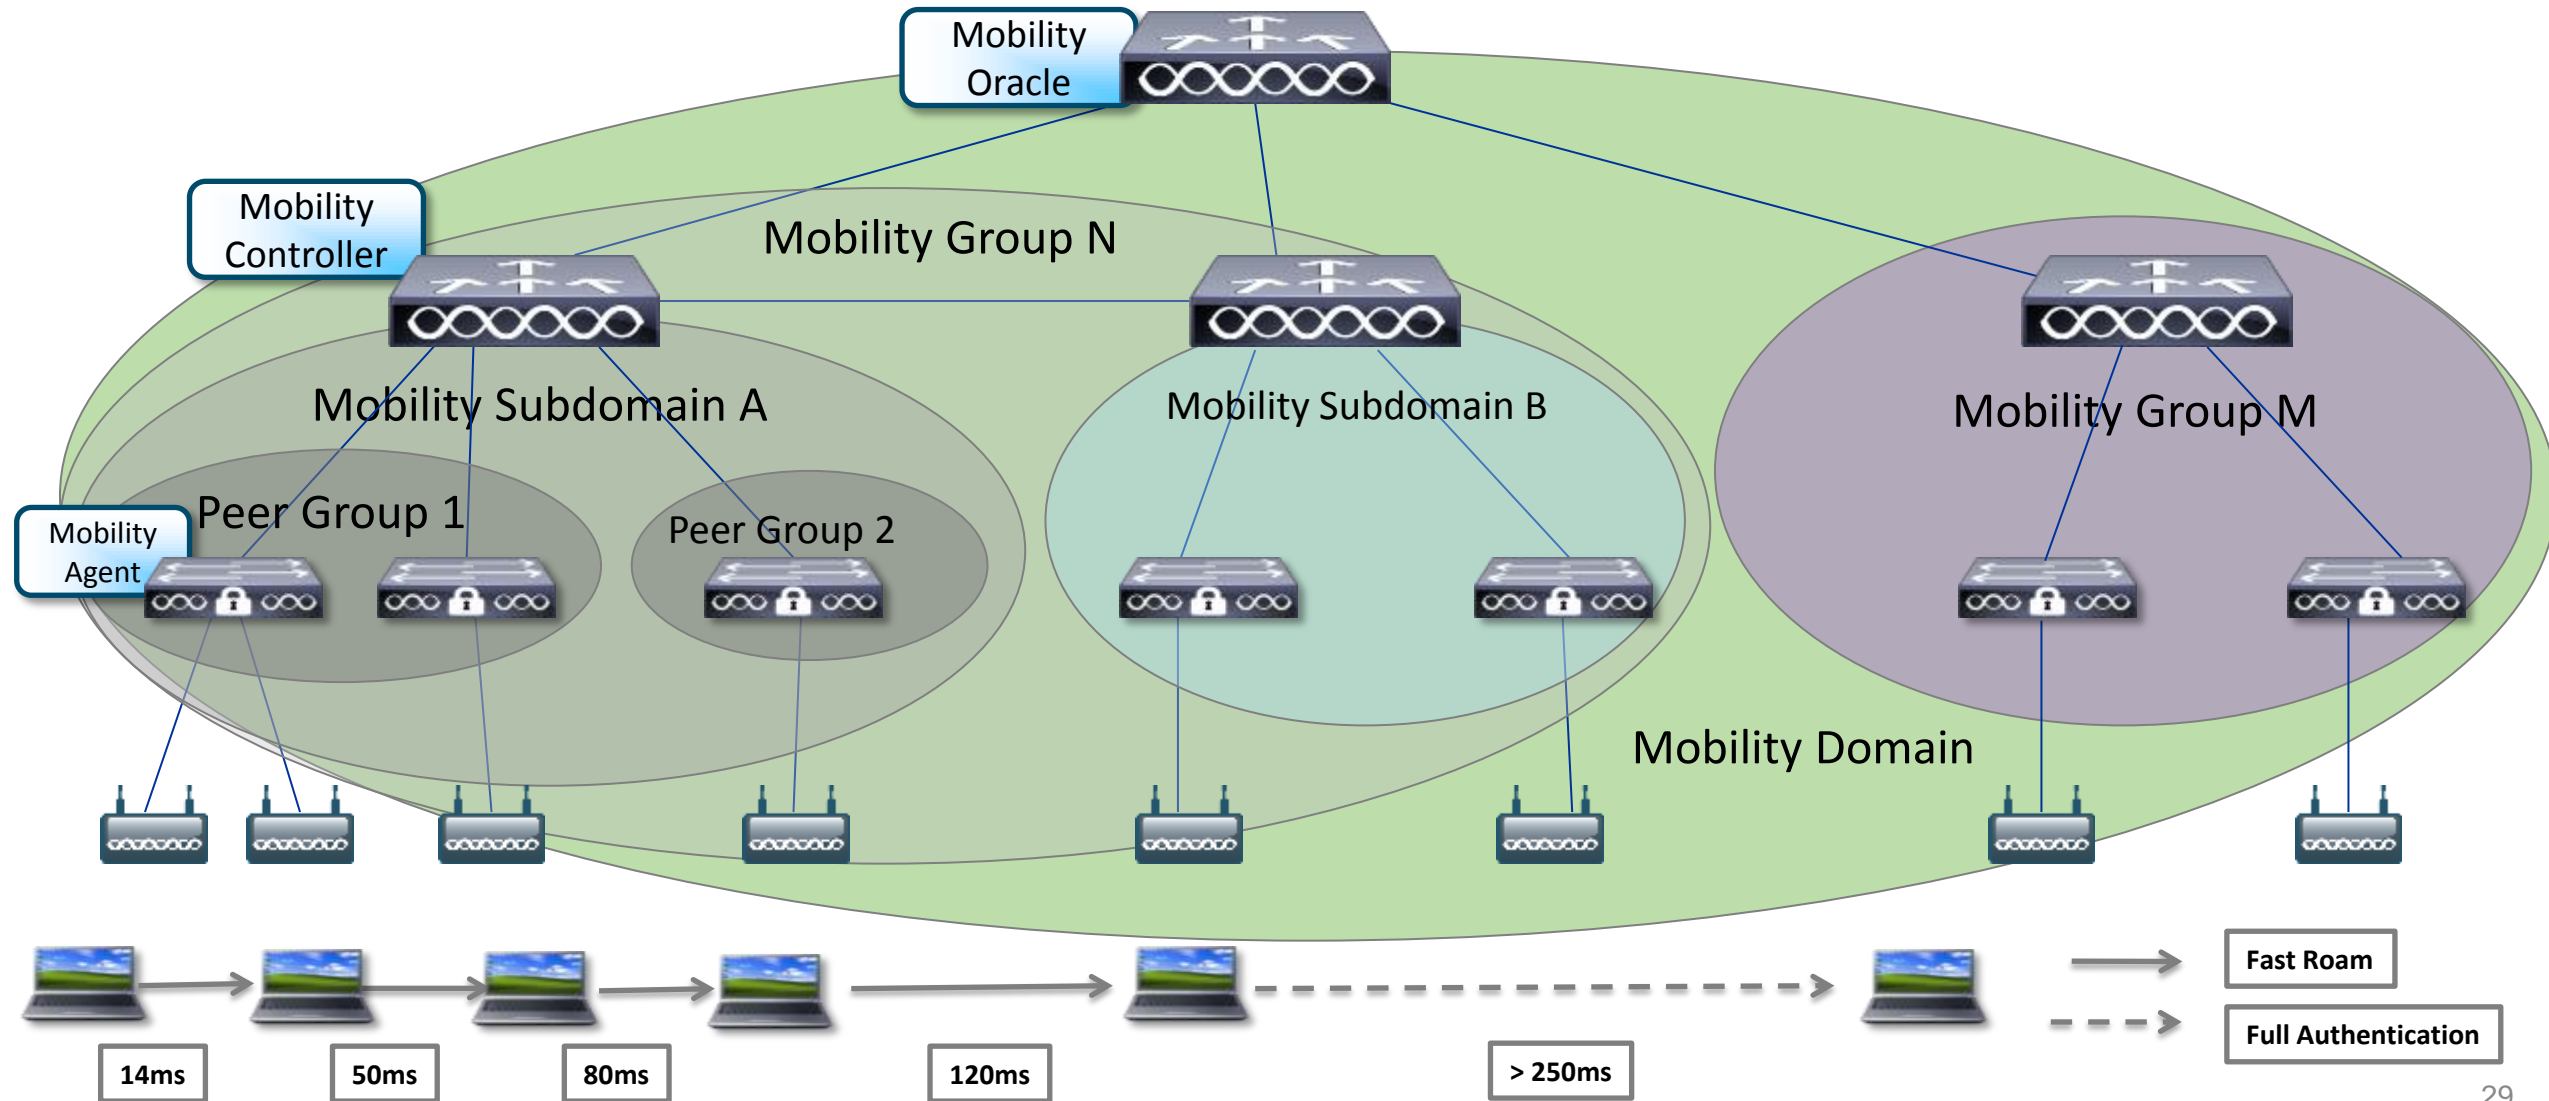 Mobility
Oracle
Mobility
Controller
Mobility Group N
Mobility Subdomain A
Mobility Subdomain B
Mobility Group M
Peer Group 1
Peer Group 2
Mobility
Agent
Mobility Domain
Fast Roam
Full Authentication
14ms
50ms
80ms
120ms
> 250ms
29